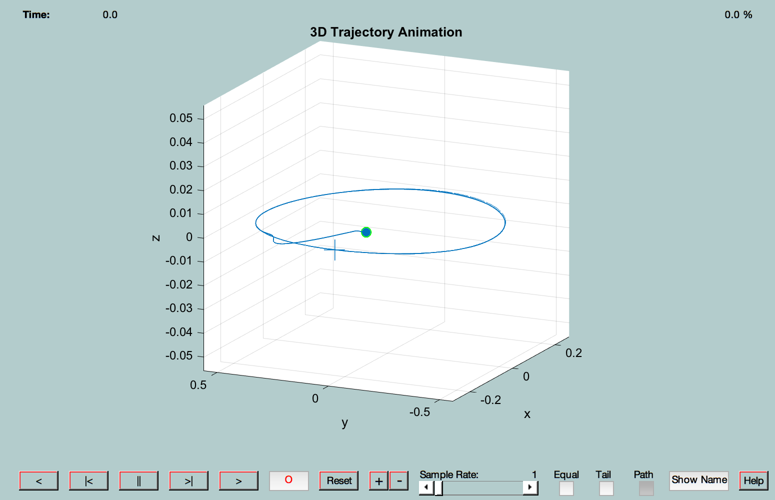 Time: 0.0 0.0 %
3D Trajectory Animation
0.05
0.04
0.03
0.02
0.01
0
-0.01
-0.02
-0.03
-0.04
-0.05
z
0.5
0
-0.5
y
-0.2
0
0.2
x
< |< || >| > O Reset + - Sample Rate: 1 Equal Tail Path Show Name Help